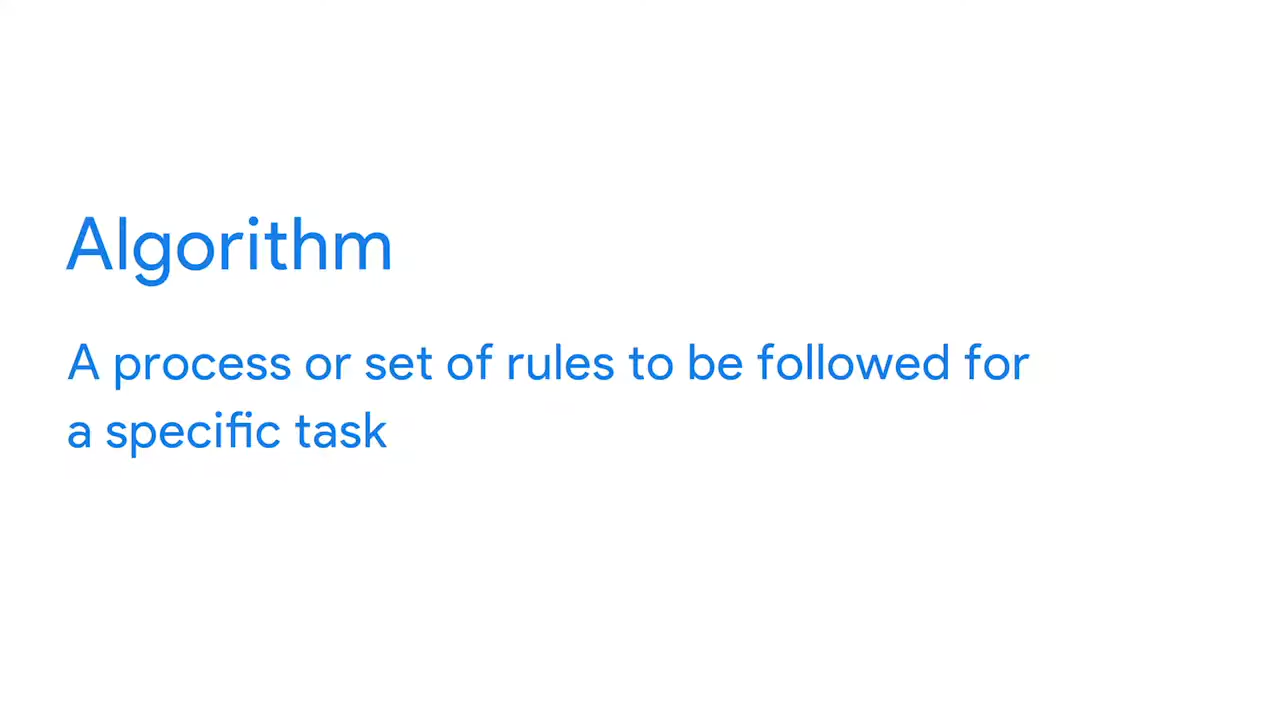 Algorithm
A process or set of rules to be followed for
a specific task